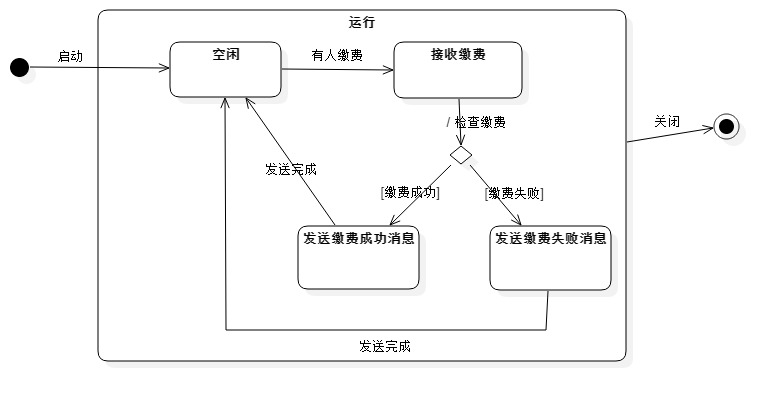 运行
启动
空闲
有人缴费
接收缴费
/ 检查缴费
关闭
发送完成
[缴费成功]
[缴费失败]
发送缴费成功消息
发送缴费失败消息
发送完成